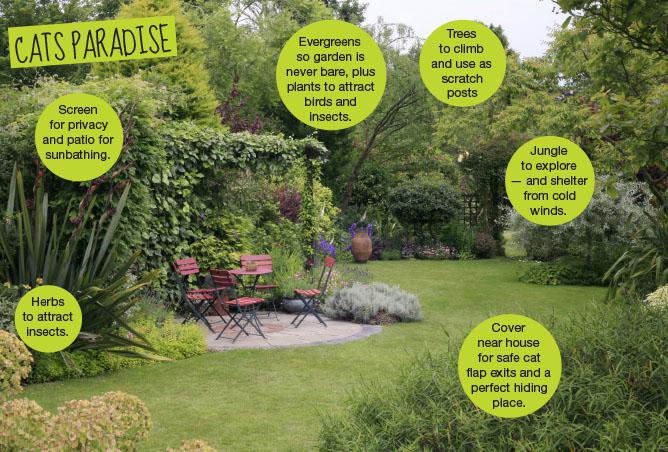 CATS PARADISE
Evergreens
so garden is
never bare, plus
plants to attract
birds and
insects.
Trees
to climb
and use as
scratch
posts
Screen
for privacy
and patio for
sunbathing.
Jungle
to explore
— and shelter
from cold
winds.
Herbs
to attract
insects.
Cover
near house
for safe cat
flap exits and a
perfect hiding
place.